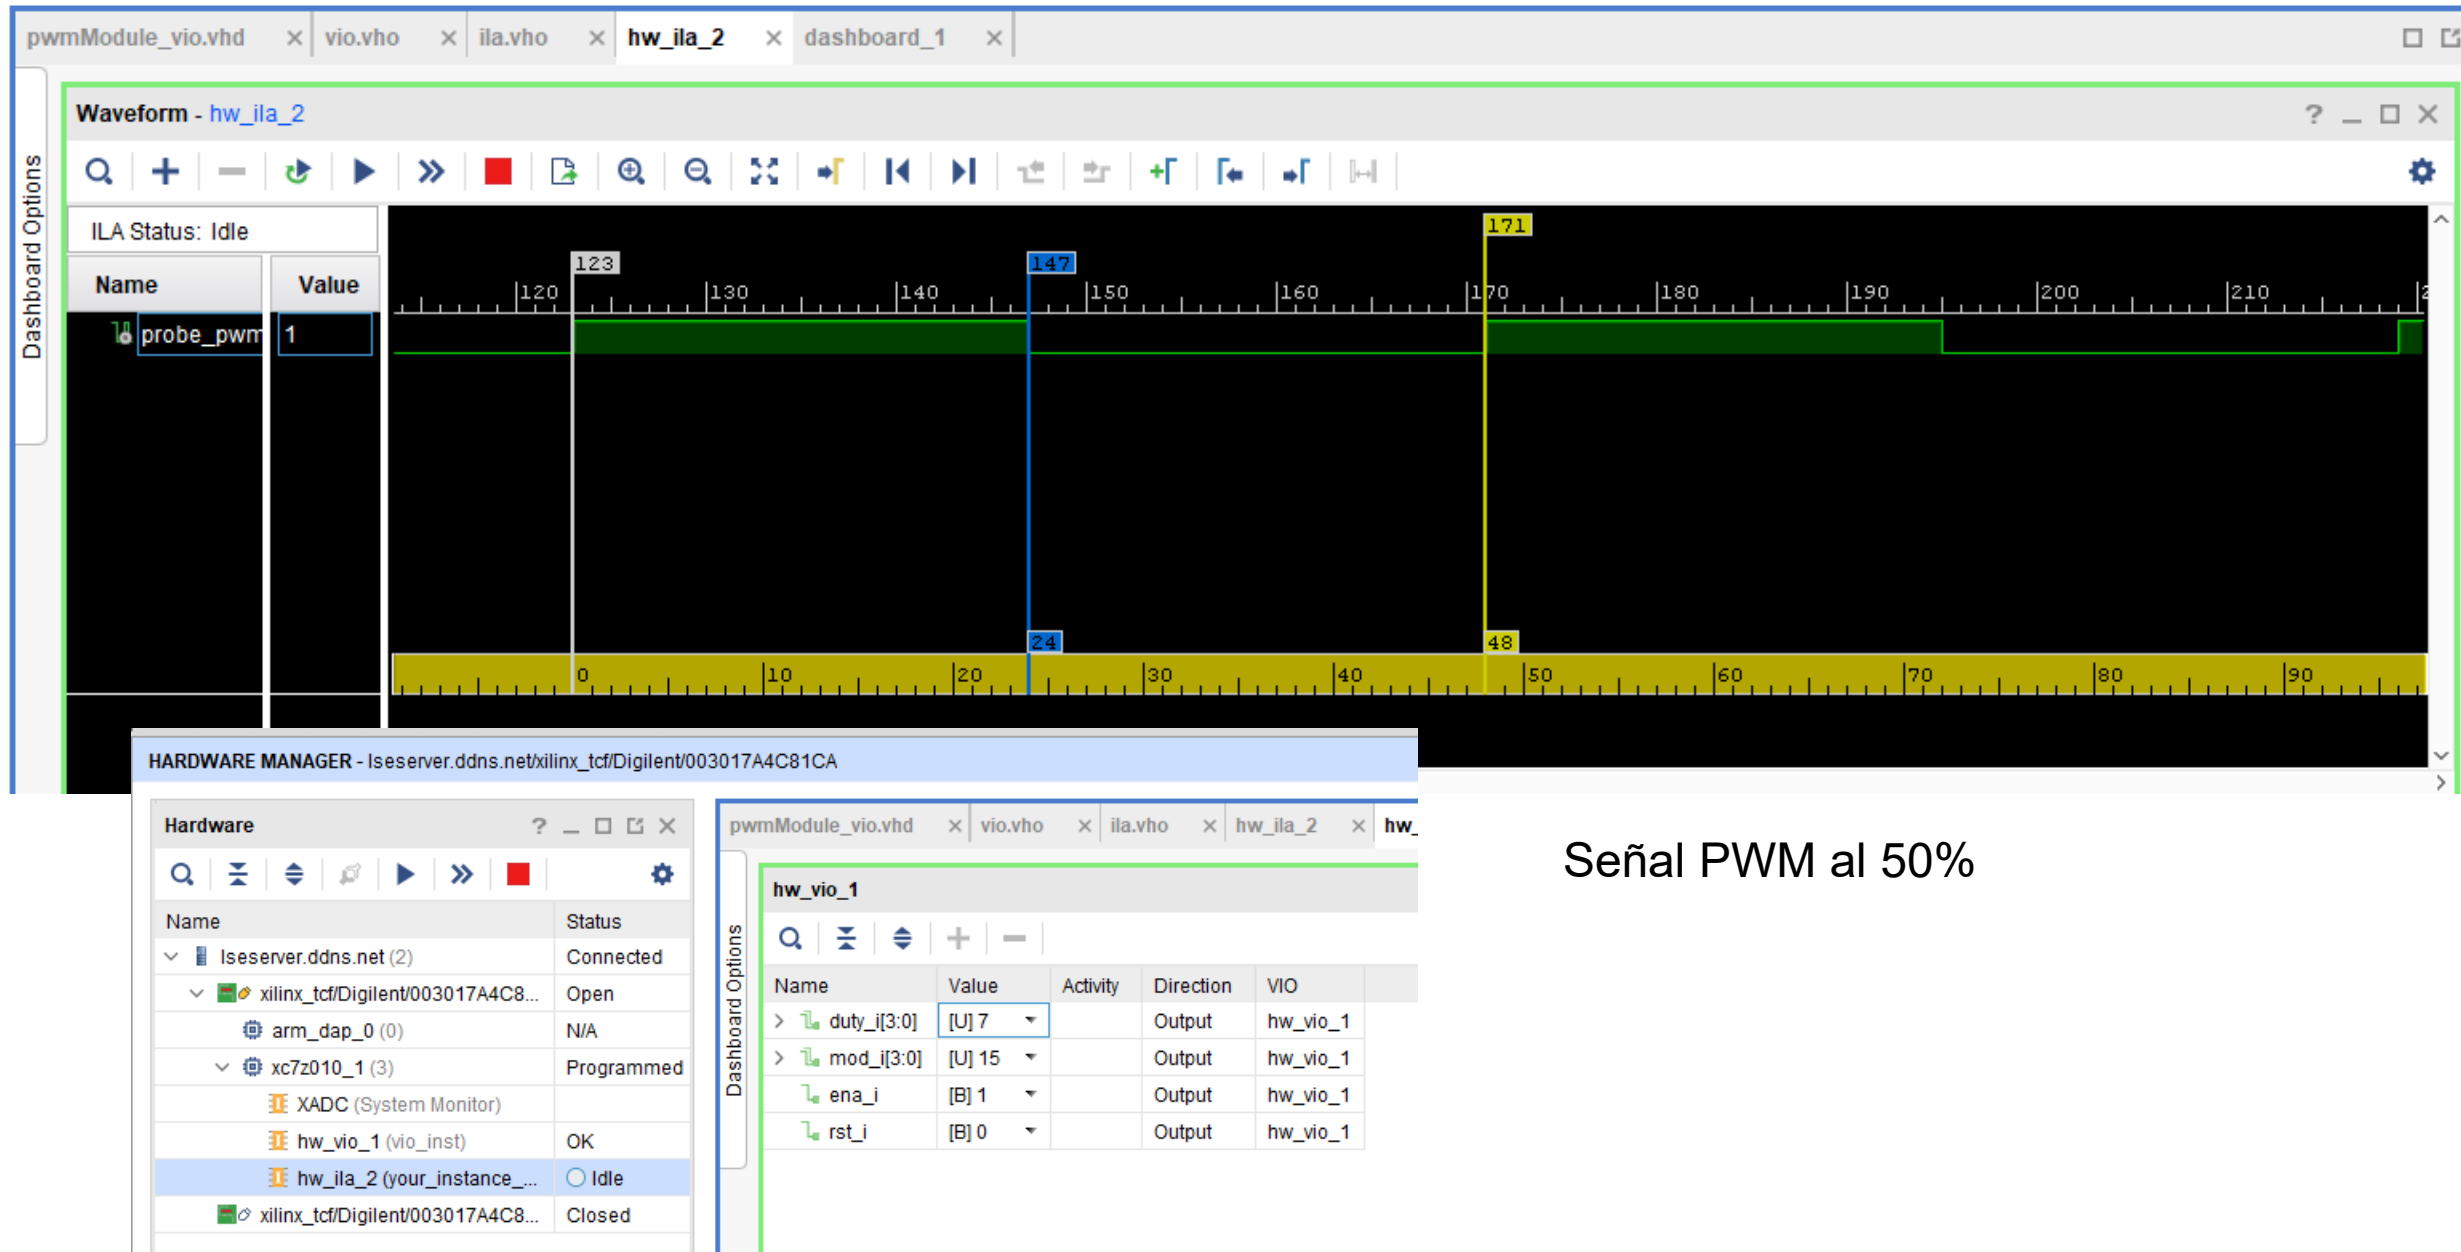 pwmModule_vio.vhd vio.vho ila.vho hw_ila_2 dashboard_1
Dashboard Options
Waveform - hw_ila_2
ILA Status: Idle
Name Value
probe_pwm 1
171
123 147
120 130 140 150 160 170 180 190 200 210 2
24 48
0 10 20 30 40 50 60 70 80 90
HARDWARE MANAGER - lseserver.ddns.net/xilinx_tcf/Digilent/003017A4C81CA
Hardware
Name Status
lseserver.ddns.net (2) Connected
xilinx_tcf/Digilent/003017A4C8... Open
arm_dap_0 (0) N/A
xc7z010_1 (3) Programmed
XADC (System Monitor)
hw_vio_1 (vio_inst) OK
hw_ila_2 (your_instance_... Idle
xilinx_tcf/Digilent/003017A4C8... Closed
pwmModule_vio.vhd vio.vho ila.vho hw_ila_2 hw_
Dashboard Options
hw_vio_1
Name Value Activity Direction VIO
duty_i[3:0] [U] 7 Output hw_vio_1
mod_i[3:0] [U] 15 Output hw_vio_1
ena_i [B] 1 Output hw_vio_1
rst_i [B] 0 Output hw_vio_1
Señal PWM al 50%